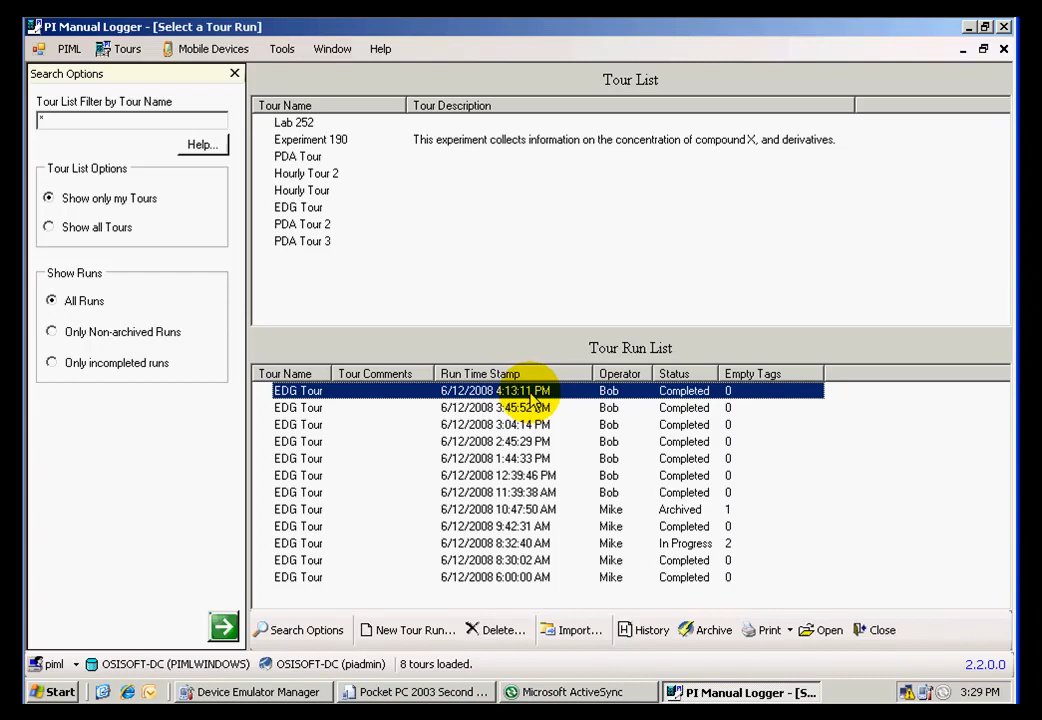 PI Manual Logger - [Select a Tour Run]
PIML Tours Mobile Devices Tools Window Help
Search Options
Tour List Filter by Tour Name
*
Help...
Tour List Options
Show only my Tours
Show all Tours
Show Runs
All Runs
Only Non-archived Runs
Only incompleted runs
Tour List
Tour Name Tour Description
Lab 252
Experiment 190 This experiment collects information on the concentration of compound X, and derivatives.
PDA Tour
Hourly Tour 2
Hourly Tour
EDG Tour
PDA Tour 2
PDA Tour 3
Tour Run List
Tour Name Tour Comments Run Time Stamp Operator Status Empty Tags
EDG Tour 6/12/2008 4:13:11 PM Bob Completed 0
EDG Tour 6/12/2008 3:45:52 PM Bob Completed 0
EDG Tour 6/12/2008 3:04:14 PM Bob Completed 0
EDG Tour 6/12/2008 2:45:29 PM Bob Completed 0
EDG Tour 6/12/2008 1:44:33 PM Bob Completed 0
EDG Tour 6/12/2008 12:39:46 PM Bob Completed 0
EDG Tour 6/12/2008 11:39:38 AM Bob Completed 0
EDG Tour 6/12/2008 10:47:50 AM Mike Archived 1
EDG Tour 6/12/2008 9:42:31 AM Mike Completed 0
EDG Tour 6/12/2008 8:32:40 AM Mike In Progress 2
EDG Tour 6/12/2008 8:30:02 AM Mike Completed 0
EDG Tour 6/12/2008 6:00:00 AM Mike Completed 0
Search Options New Tour Run... Delete... Import... History Archive Print Open Close
piml OSISOFT-DC (PIMLWINDOWS) OSISOFT-DC (piadmin) 8 tours loaded. 2.2.0.0
Start Device Emulator Manager Pocket PC 2003 Second ... Microsoft ActiveSync PI Manual Logger - [S... 3:29 PM